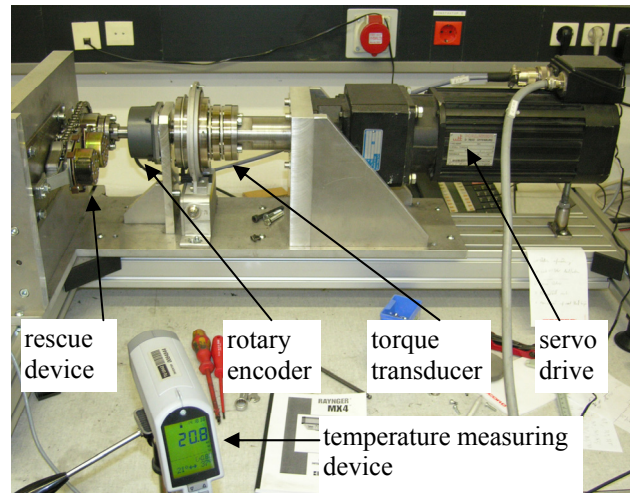 rescue
device
rotary
encoder
torque
transducer
servo
drive
RAYNGER
MX4
20.8
temperature measuring
device